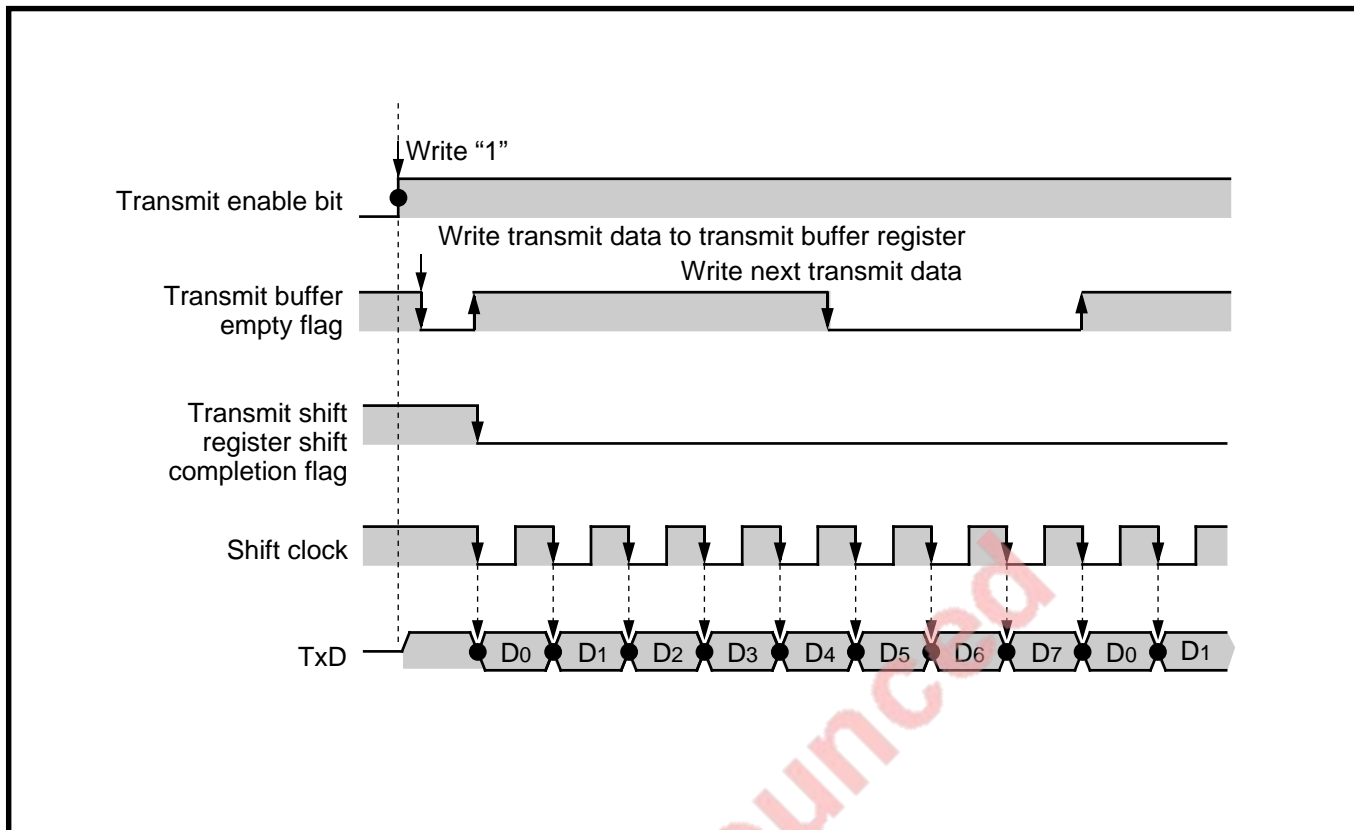 Write “1”
Transmit enable bit
Write transmit data to transmit buffer register
Write next transmit data
Transmit buffer
empty flag
Transmit shift
register shift
completion flag
Shift clock
TxD
D0 D1 D2 D3 D4 D5 D6 D7 D0 D1
ounced